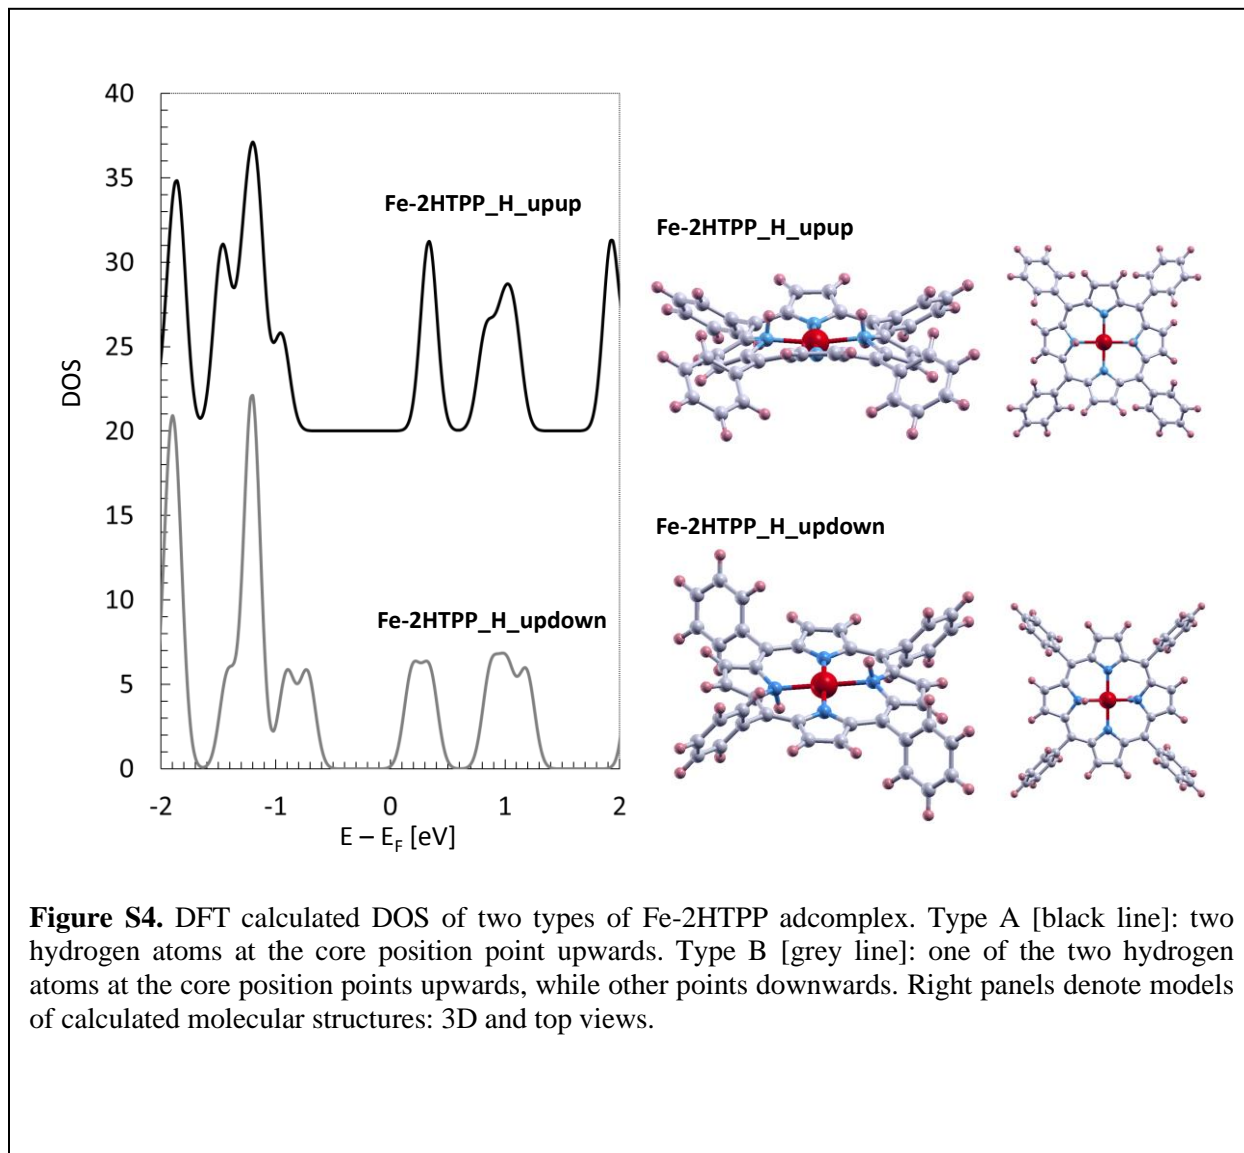 40
35
30
25
20
15
10
5
0
DOS
-2
-1
0
1
2
E – EF [eV]
Fe-2HTPP_H_upup
Fe-2HTPP_H_updown
Fe-2HTPP_H_upup
Fe-2HTPP_H_updown
Figure S4. DFT calculated DOS of two types of Fe-2HTPP adcomplex. Type A [black line]: two
hydrogen atoms at the core position point upwards. Type B [grey line]: one of the two hydrogen
atoms at the core position points upwards, while other points downwards. Right panels denote models
of calculated molecular structures: 3D and top views.